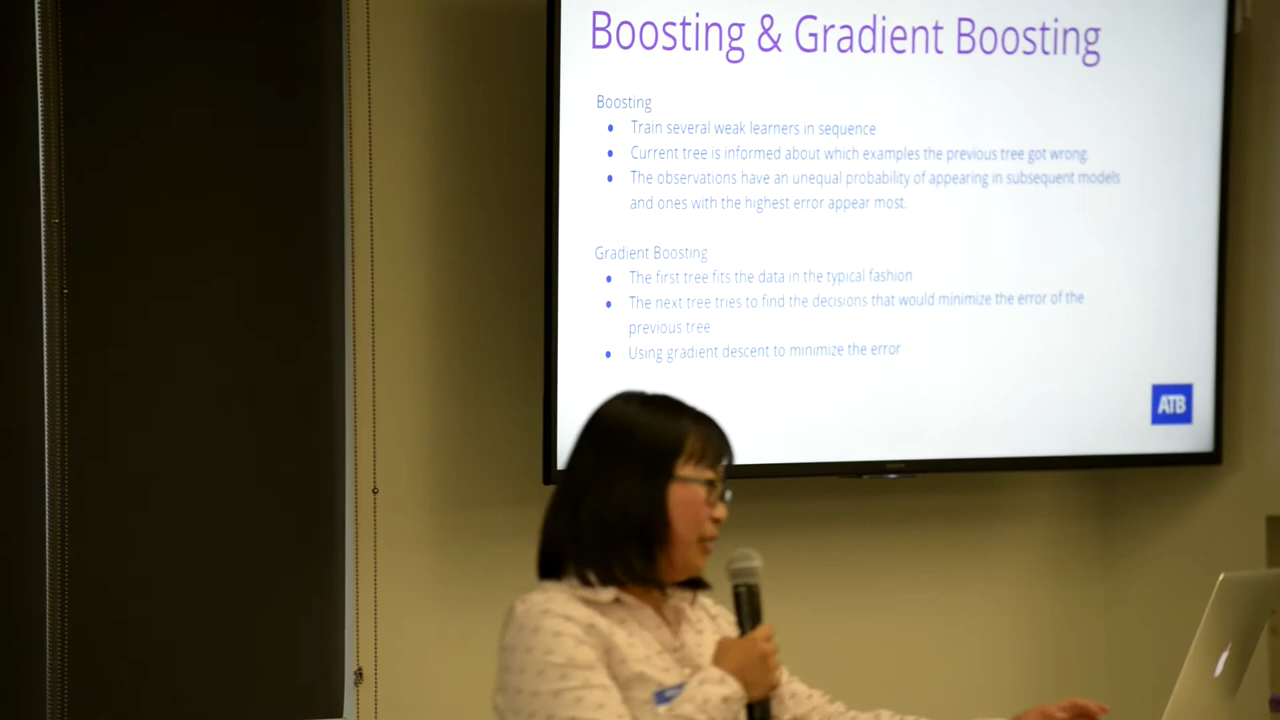 Boosting & Gradient Boosting
Boosting
• Train several weak learners in sequence
• Current tree is informed about which examples the previous tree got wrong.
• The observations have an unequal probability of appearing in subsequent models
and ones with the highest error appear most.
Gradient Boosting
• The first tree fits the data in the typical fashion
• The next tree tries to find the decisions that would minimize the error of the
previous tree
• Using gradient descent to minimize the error
ATB